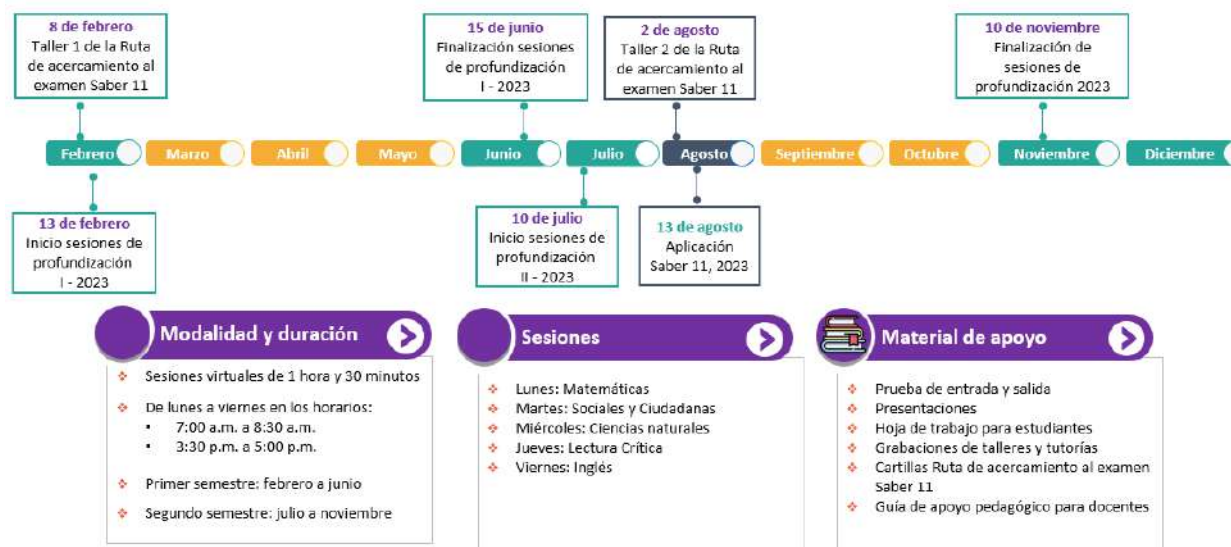 8 de febrero
Taller 1 de la Ruta
de acercamiento al
examen Saber 11
15 de junio
Finalización sesiones
de profundización
I - 2023
2 de agosto
Taller 2 de la Ruta
de acercamiento al
examen Saber 11
10 de noviembre
Finalización de
sesiones de
profundización 2023
Febrero
Marzo
Abril
Mayo
Junio
Julio
Agosto
Septiembre
Octubre
Noviembre
Diciembre
13 de febrero
Inicio sesiones de
profundización
I - 2023
10 de julio
Inicio sesiones de
profundización
II - 2023
13 de agosto
Aplicación
Saber 11, 2023
Modalidad y duración
Sesiones virtuales de 1 hora y 30 minutos
De lunes a viernes en los horarios:
7:00 a.m. a 8:30 a.m.
3:30 p.m. a 5:00 p.m.
Primer semestre: febrero a junio
Segundo semestre: julio a noviembre
Sesiones
Lunes: Matemáticas
Martes: Sociales y Ciudadanas
Miércoles: Ciencias naturales
Jueves: Lectura Crítica
Viernes: Inglés
Material de apoyo
Prueba de entrada y salida
Presentaciones
Hoja de trabajo para estudiantes
Grabaciones de talleres y tutorías
Cartillas Ruta de acercamiento al examen
Saber 11
Guía de apoyo pedagógico para docentes